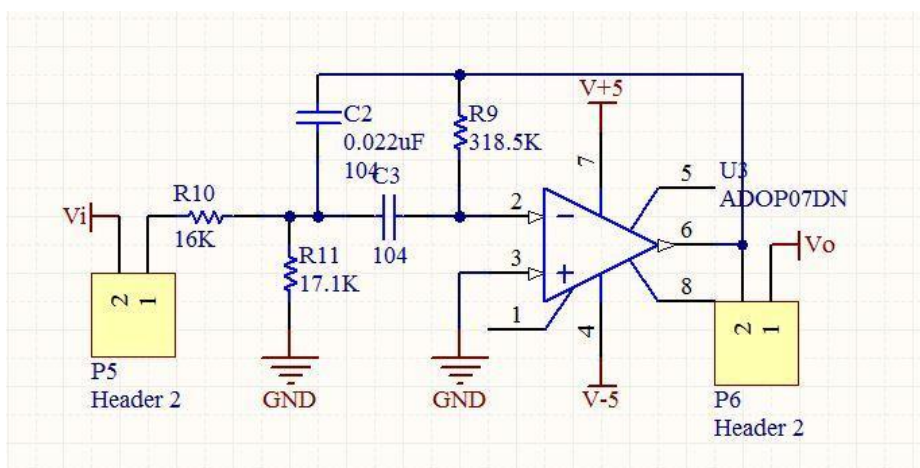 V+5
C2
0.022uF
104
R9
318.5K
7
5
U3
ADOP07DN
C3
104
R10
16K
Vi
2
6
Vo
R11
17.1K
3
8
2 1
1
4
2 1
P5
Header 2
GND
GND
V-5
P6
Header 2